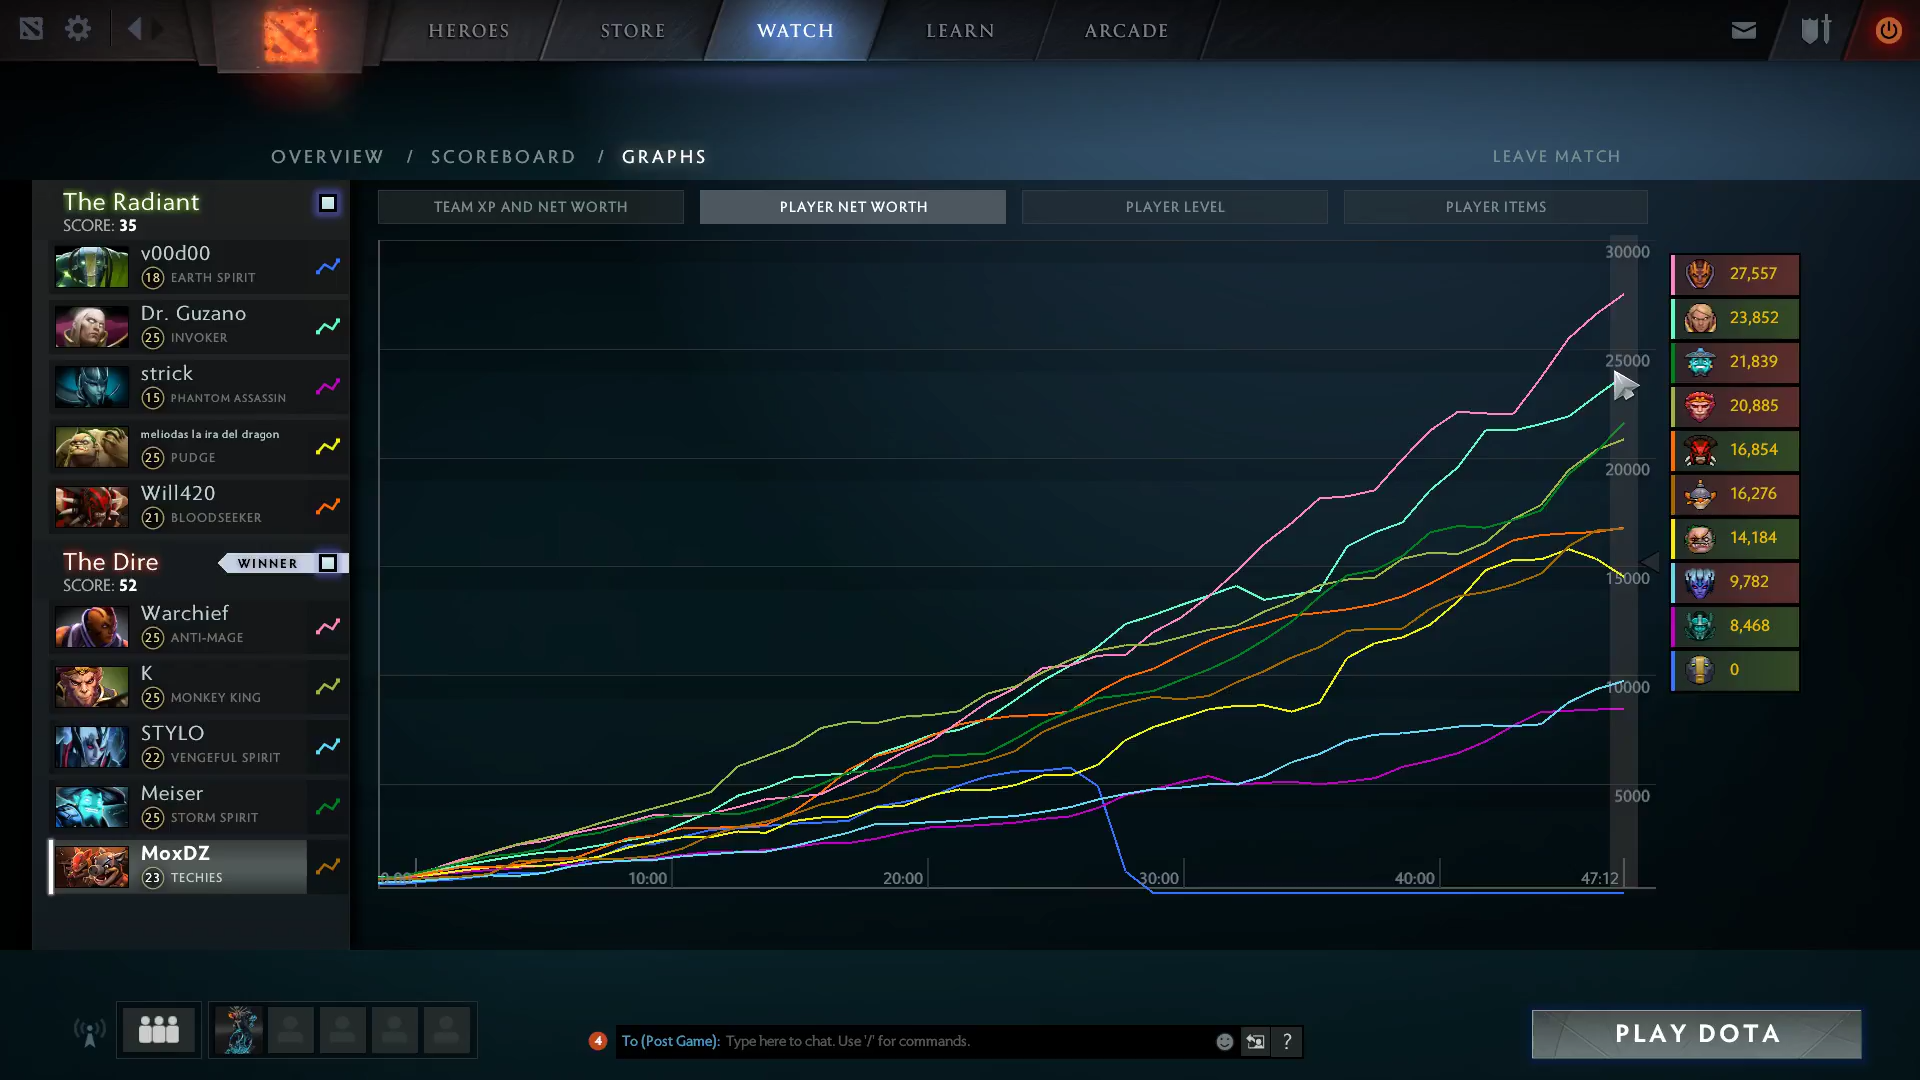 HEROES
STORE
WATCH
LEARN
ARCADE
OVERVIEW / SCOREBOARD / GRAPHS
LEAVE MATCH
The Radiant
SCORE: 35
v00d00
18 EARTH SPIRIT
Dr. Guzano
25 INVOKER
strick
15 PHANTOM ASSASSIN
meliodas la ira del dragon
25 PUDGE
Will420
21 BLOODSEEKER
The Dire
WINNER
SCORE: 52
Warchief
25 ANTI-MAGE
K
25 MONKEY KING
STYLO
22 VENGEFUL SPIRIT
Meiser
25 STORM SPIRIT
MoxDZ
23 TECHIES
TEAM XP AND NET WORTH
PLAYER NET WORTH
PLAYER LEVEL
PLAYER ITEMS
30000
25000
20000
15000
10000
5000
10:00
20:00
30:00
40:00
47:12
27,557
23,852
21,839
20,885
16,854
16,276
14,184
9,782
8,468
0
4
To (Post Game): Type here to chat. Use '/' for commands.
?
PLAY DOTA